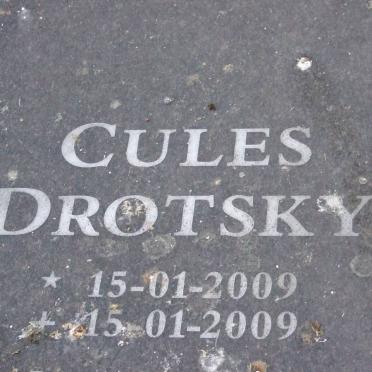 CULES
DROTSKY
* 15-01-2009
+ 15-01-2009